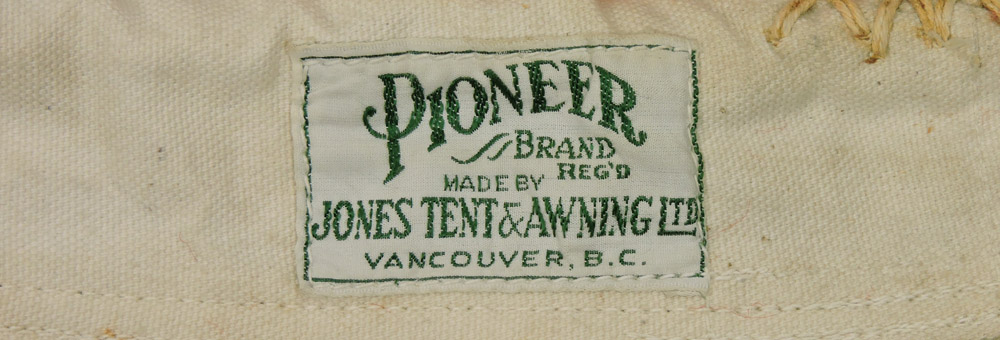 PIONEER
BRAND
REG'D
MADE BY
JONES TENT & AWNING LTD
VANCOUVER, B.C.